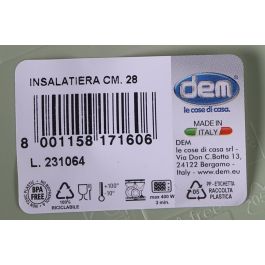 INSALATIERA CM. 28
dem
le cose di casa.
8 001158 171606
MADE IN
ITALY
L. 231064
DEM
le cose di casa srl -
Via Don C.Botta 13,
24122 Bergamo -
www.dem.eu
BPA
FREE
100%
RICICLABILE
+100°
-10°
max 400 W
3 min.
05
PP - ETICHETTA
RACCOLTA
PLASTICA